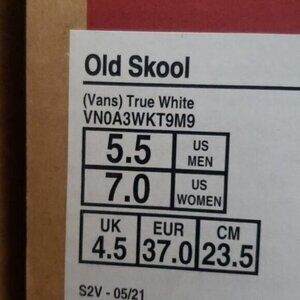 Old Skool
(Vans) True White
VN0A3WKT9M9
5.5 US MEN
7.0 US WOMEN
UK EUR CM
4.5 37.0 23.5
S2V - 05/21